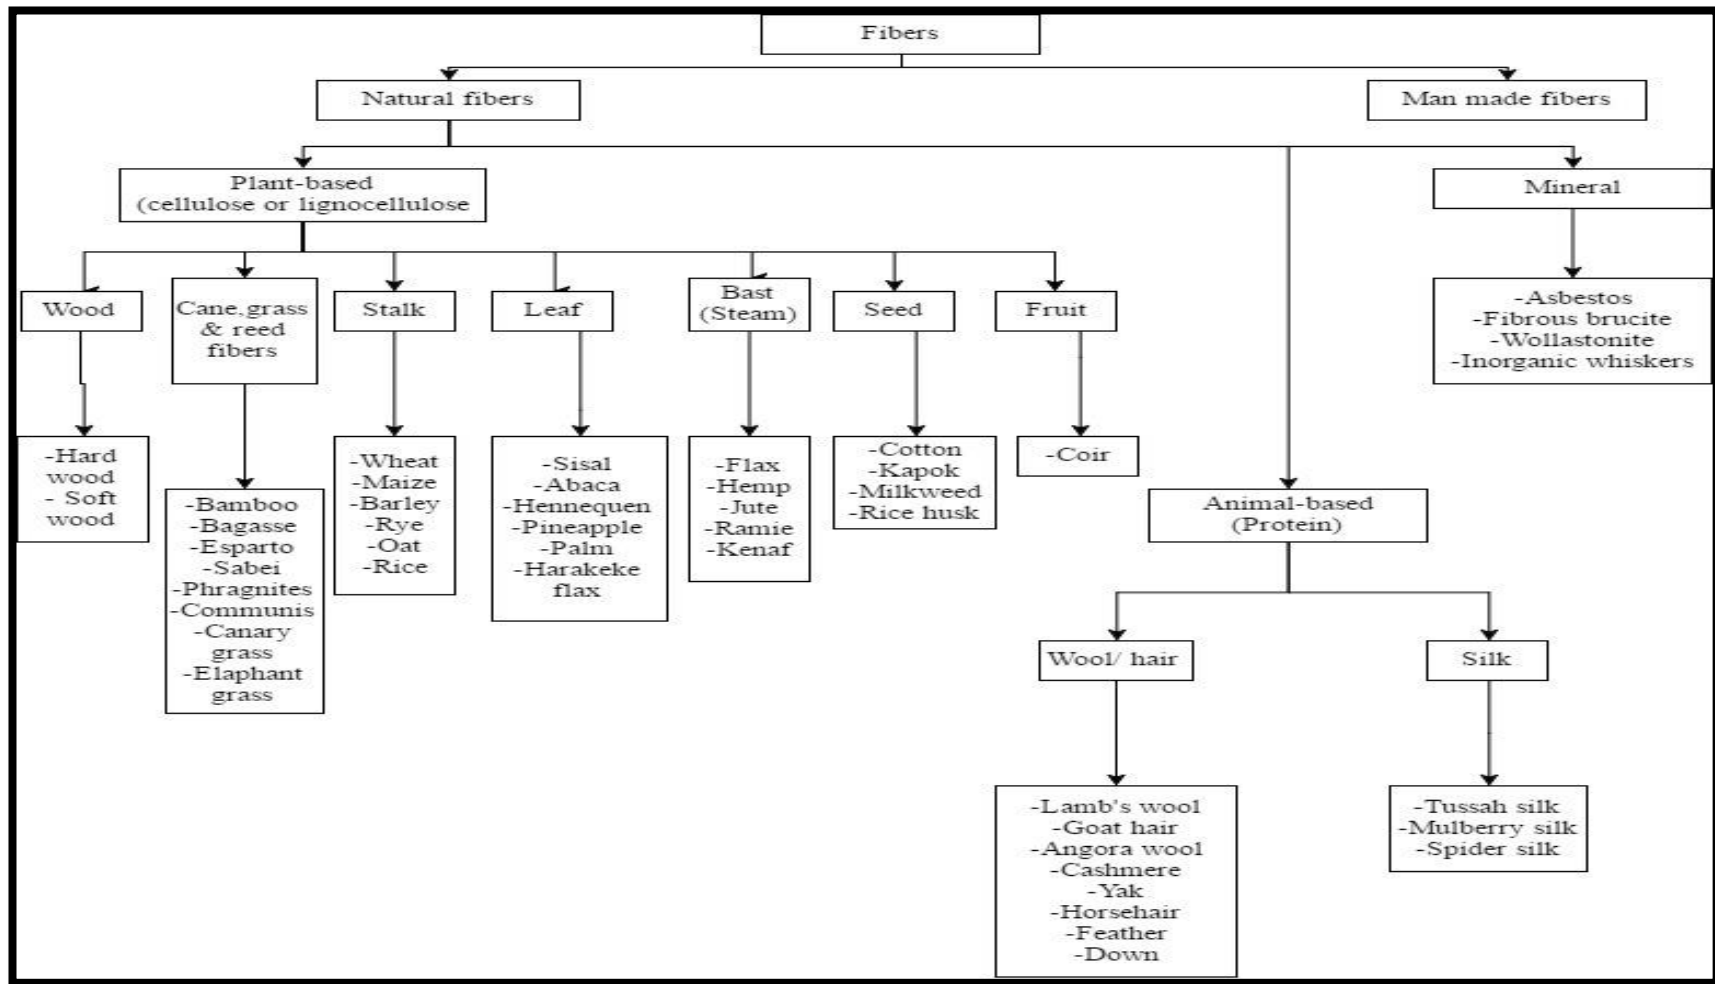 Fibers
Natural fibers
Man made fibers
Plant-based
(cellulose or lignocellulose
Mineral
Wood
Cane,grass
& reed
fibers
Stalk
Leaf
Bast
(Steam)
Seed
Fruit
-Asbestos
-Fibrous brucite
-Wollastonite
-Inorganic whiskers
-Hard
wood
- Soft
wood
-Bamboo
-Bagasse
-Esparto
-Sabei
-Phragnites
-Communis
-Canary
grass
-Elaphant
grass
-Wheat
-Maize
-Barley
-Rye
-Oat
-Rice
-Sisal
-Abaca
-Hennequen
-Pineapple
-Palm
-Harakeke
flax
-Flax
-Hemp
-Jute
-Ramie
-Kenaf
-Cotton
-Kapok
-Milkweed
-Rice husk
-Coir
Animal-based
(Protein)
Wool/ hair
Silk
-Lamb's wool
-Goat hair
-Angora wool
-Cashmere
-Yak
-Horsehair
-Feather
-Down
-Tussah silk
-Mulberry silk
-Spider silk